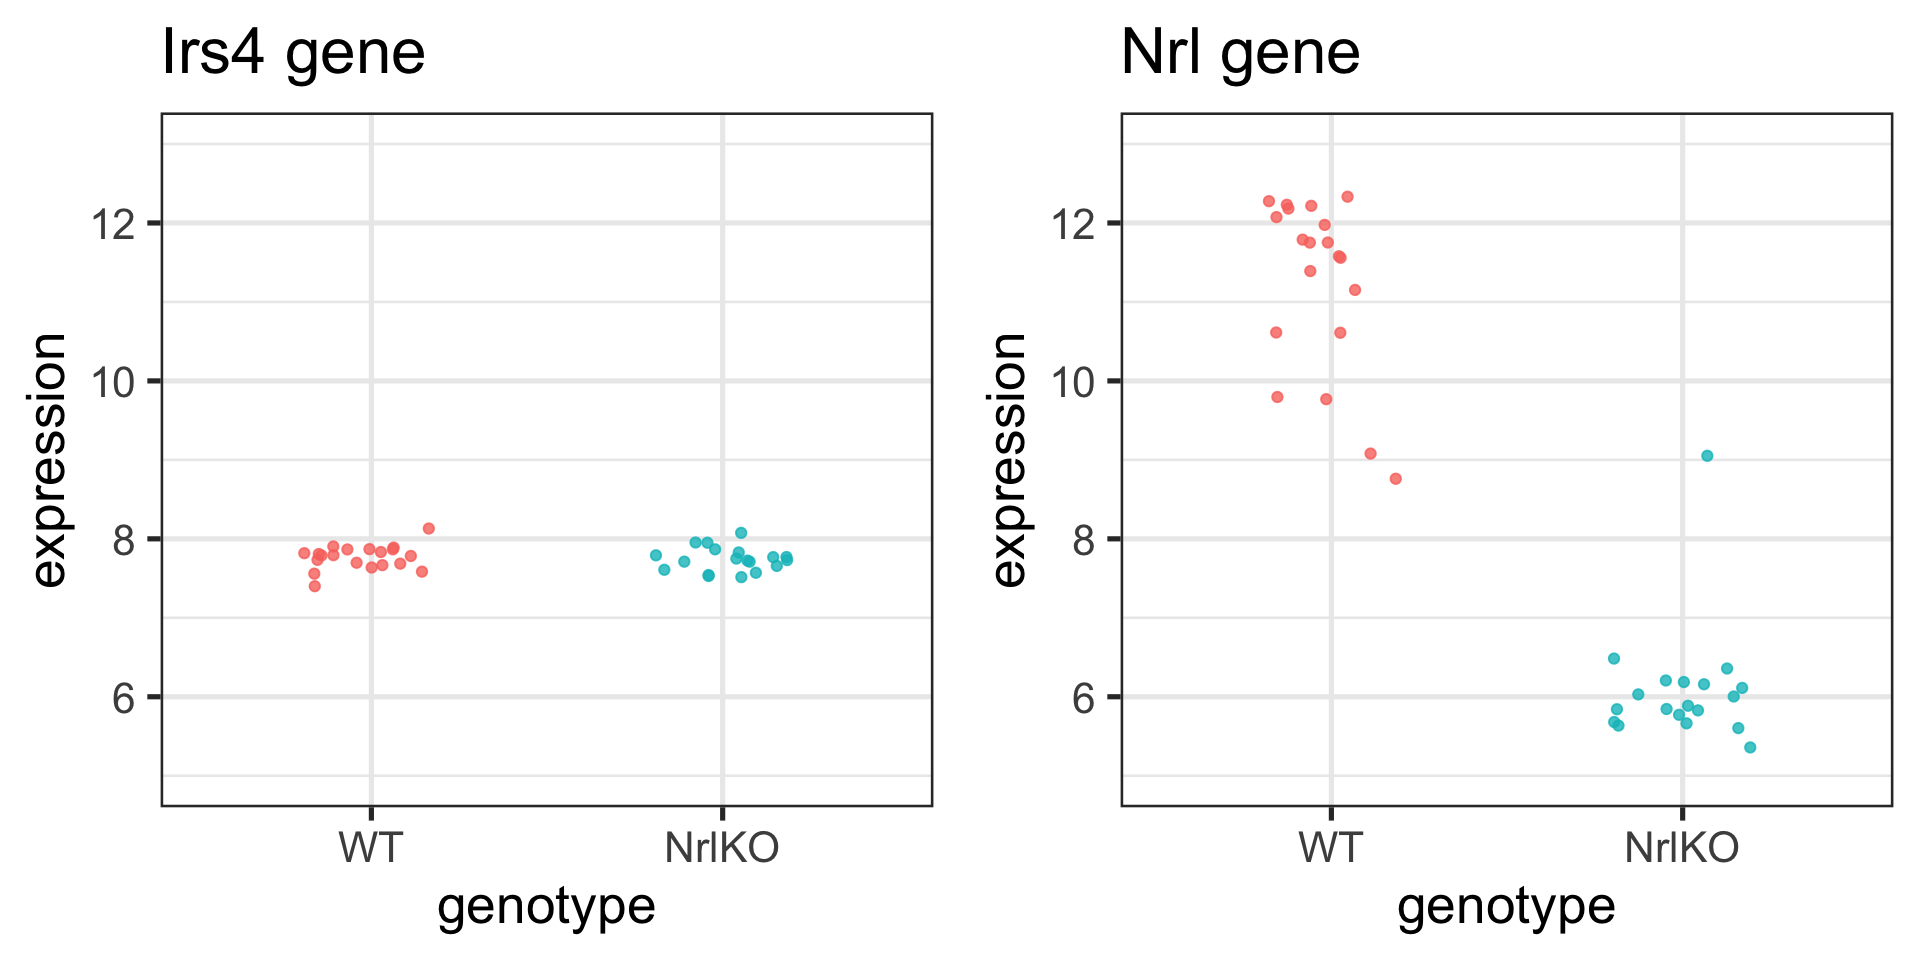 Irs4 gene
expression
12
10
8
6
WT
NrlKO
genotype
Nrl gene
expression
12
10
8
6
WT
NrlKO
genotype